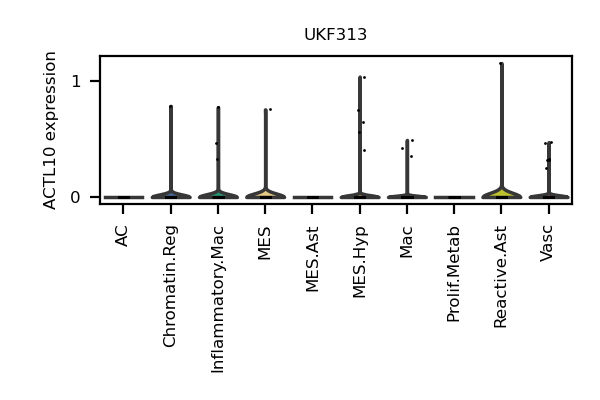 UKF313
ACTL10 expression
1
0
AC
Chromatin.Reg
Inflammatory.Mac
MES
MES.Ast
MES.Hyp
Mac
Prolif.Metab
Reactive.Ast
Vasc